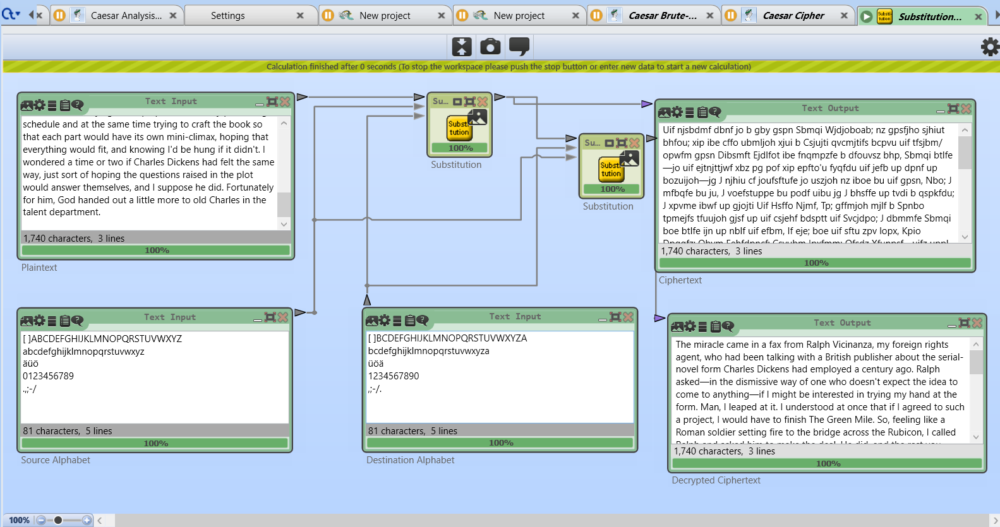 Caesar Analysis...
Settings
New project
New project
Caesar Brute-...
Caesar Cipher
Substi
tution
Substitution...
Calculation finished after 0 seconds (To stop the workspace please push the stop button or enter new data to start a new calculation)
Text Input
schedule and at the same time trying to craft the book so
that each part would have its own mini-climax, hoping that
everything would fit, and knowing I'd be hung if it didn't. I
wondered a time or two if Charles Dickens had felt the same
way, just sort of hoping the questions raised in the plot
would answer themselves, and I suppose he did. Fortunately
for him, God handed out a little more to old Charles in the
talent department.
1,740 characters,  3 lines
100%
Plaintext
Su...
Substi
tution
100%
Substitution
Su...
Substi
tution
100%
Substitution
Text Output
Uif njsbdmf dbnf jo b gby gspn Sbmqi Wjdjoboab; nz gpsfjho sjhiut
bhfou; xip ibe cffo ubmljoh xjui b Csjujti qvcmjtifs bcpvu uif tfsjbm/
opwfm gpsn Dibsmft Ejdlfot ibe fnqmpzfe b dfouvsz bhp, Sbmqi btlfe
—jo uif ejtnjttjwf xbz pg pof xip epfto'u fyqfdu uif jefb up dpnf up
bozuijoh—jg J njhiu cf joufsftufe jo uszjoh nz iboe bu uif gpsn, Nbo; J
mfbqfe bu ju, J voefstuppe bu podf uibu jg J bhsffe up tvdi b qspkfdu;
J xpvme ibwf up gjojti Uif Hsffo Njmf, Tp; gffmjoh mjlf b Spnbo
tpmejfs tfuujoh gjsf up uif csjehf bdsptt uif Svcjdpo; J dbmmfe Sbmqi
boe btlfe ijn up nblf uif efbm, If eje; boe uif sftu zpv lopx, Kpio
1,740 characters,  3 lines
100%
Ciphertext
Text Input
[ ]ABCDEFGHIJKLMNOPQRSTUVWXYZ
abcdefghijklmnopqrstuvwxyz
äüö
0123456789
.,;-/
81 characters,  5 lines
100%
Source Alphabet
Text Input
[ ]BCDEFGHIJKLMNOPQRSTUVWXYZA
bcdefghijklmnopqrstuvwxyza
üöä
1234567890
,;-/.
81 characters,  5 lines
100%
Destination Alphabet
Text Output
The miracle came in a fax from Ralph Vicinanza, my foreign rights
agent, who had been talking with a British publisher about the serial-
novel form Charles Dickens had employed a century ago. Ralph
asked—in the dismissive way of one who doesn't expect the idea to
come to anything—if I might be interested in trying my hand at the
form. Man, I leaped at it. I understood at once that if I agreed to such
a project, I would have to finish The Green Mile. So, feeling like a
Roman soldier setting fire to the bridge across the Rubicon, I called
1,740 characters,  3 lines
100%
Decrypted Ciphertext
100%